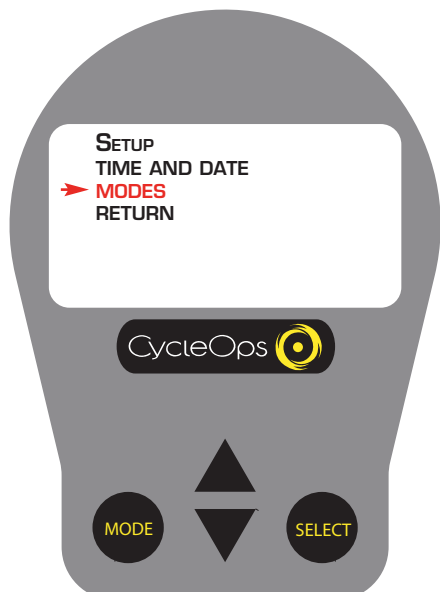 SETUP
TIME AND DATE
MODES
RETURN
CycleOps
MODE
SELECT